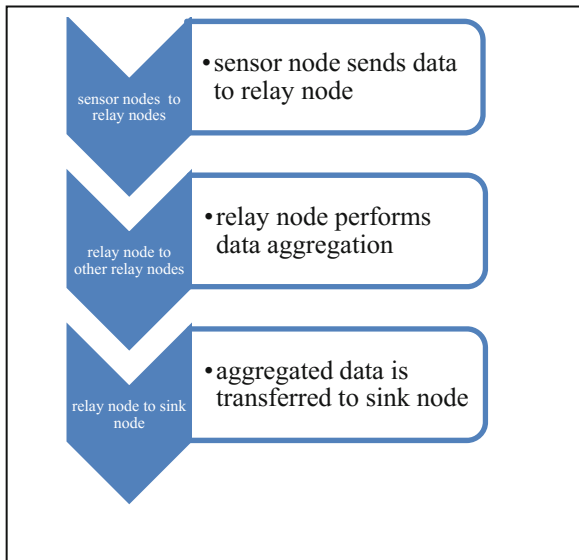 sensor nodes to
relay nodes
•sensor node sends data
to relay node
relay node to
other relay nodes
•relay node performs
data aggregation
relay node to sink
node
•aggregated data is
transferred to sink node